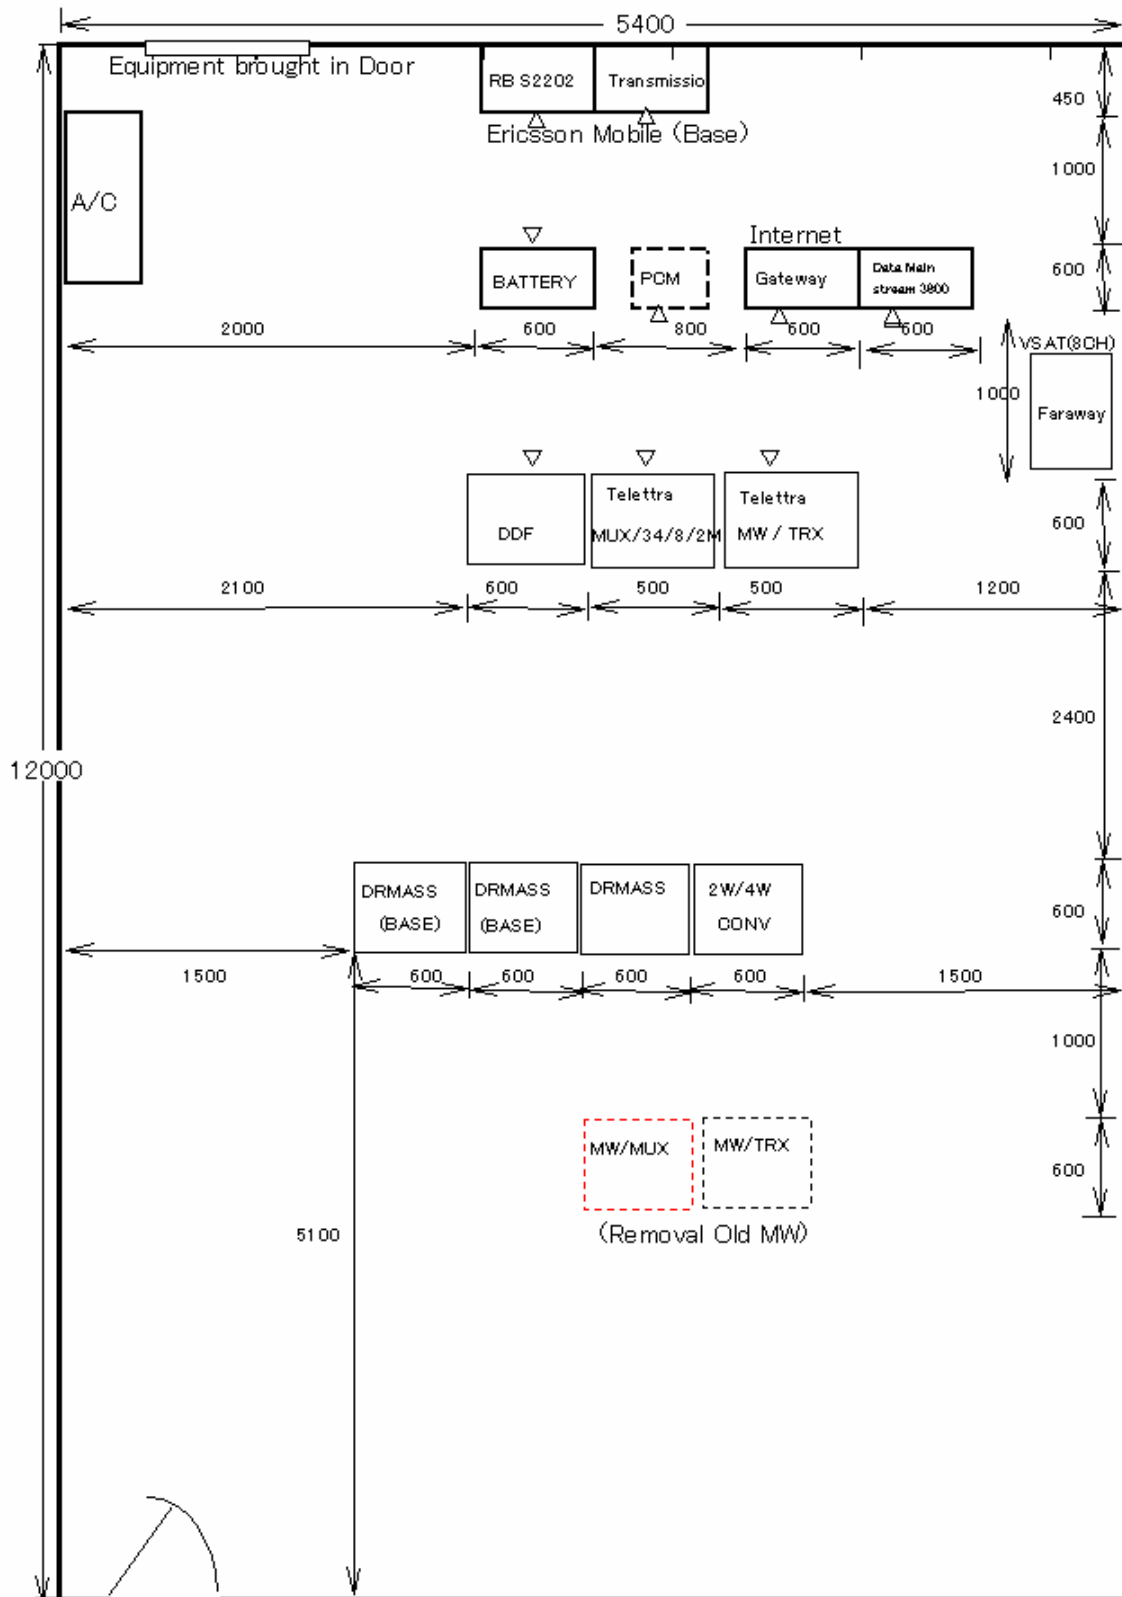 5400
Equipment brought in Door
RB S2202
Transmissio
450
Ericsson Mobile (Base)
1000
A/C
Internet
BATTERY
PCM
Gateway
Data Main
stream 3800
600
2000
600
800
600
600
VSAT(8CH)
1000
Faraway
DDF
Telettra
MUX/34/8/2M
Telettra
MW / TRX
600
2100
600
500
500
1200
2400
12000
DRMASS
(BASE)
DRMASS
(BASE)
DRMASS
2W/4W
CONV
600
1500
600
600
600
600
1500
1000
MW/MUX
MW/TRX
600
(Removal Old MW)
5100